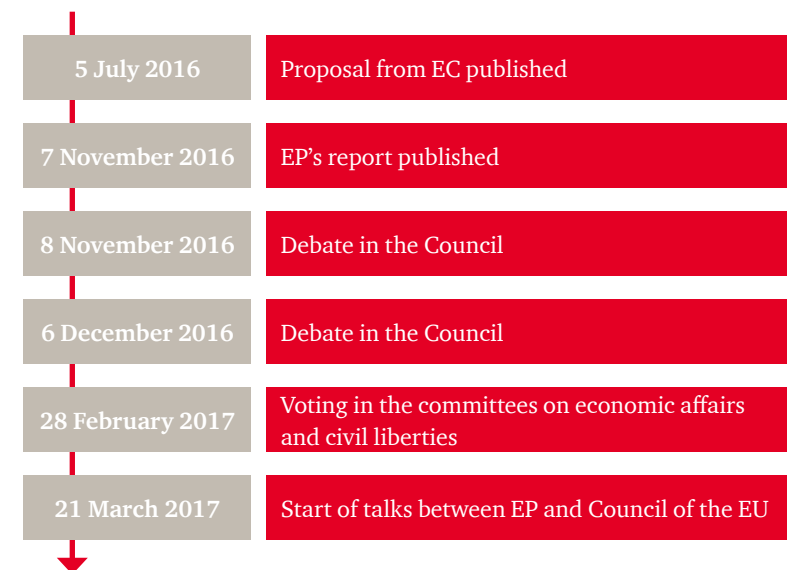 5 July 2016
Proposal from EC published
7 November 2016
EP’s report published
8 November 2016
Debate in the Council
6 December 2016
Debate in the Council
28 February 2017
Voting in the committees on economic affairs
and civil liberties
21 March 2017
Start of talks between EP and Council of the EU